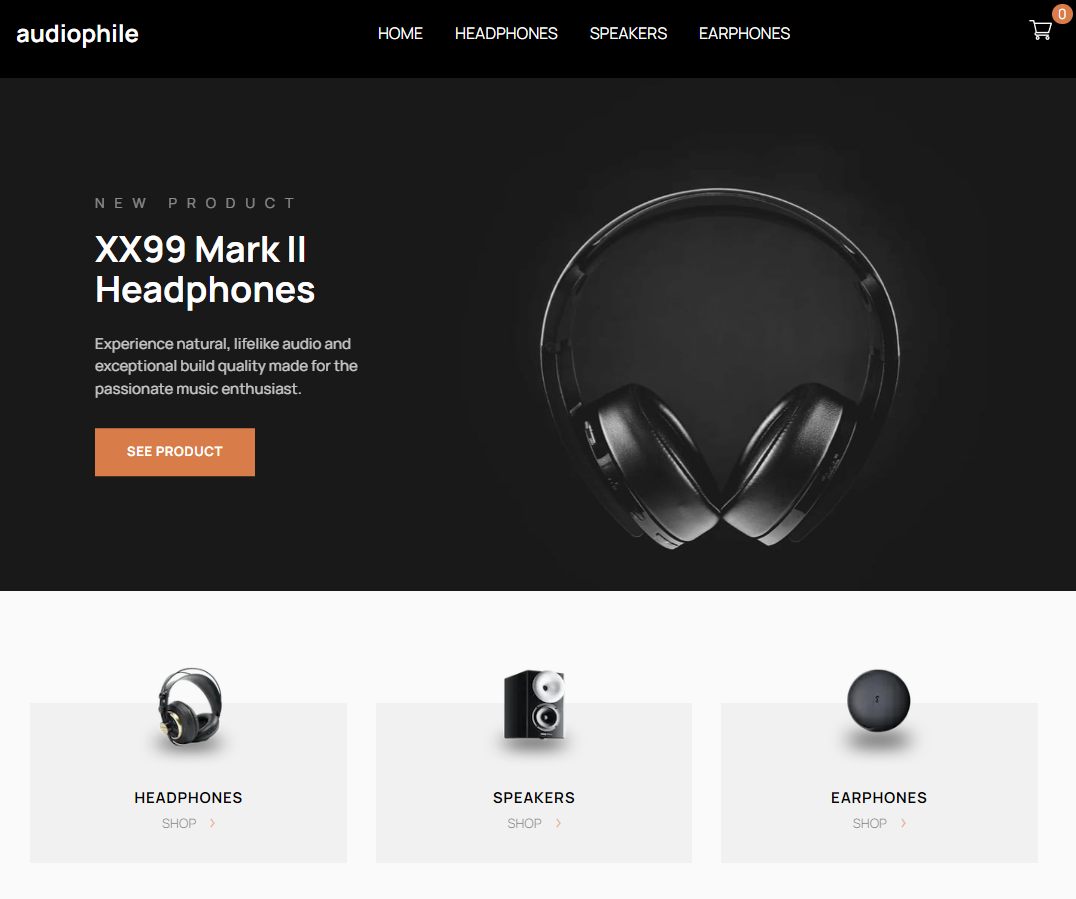 audiophile
HOME HEADPHONES SPEAKERS EARPHONES
0
NEW PRODUCT
XX99 Mark II
Headphones
Experience natural, lifelike audio and
exceptional build quality made for the
passionate music enthusiast.
SEE PRODUCT
HEADPHONES
SHOP
SPEAKERS
SHOP
EARPHONES
SHOP